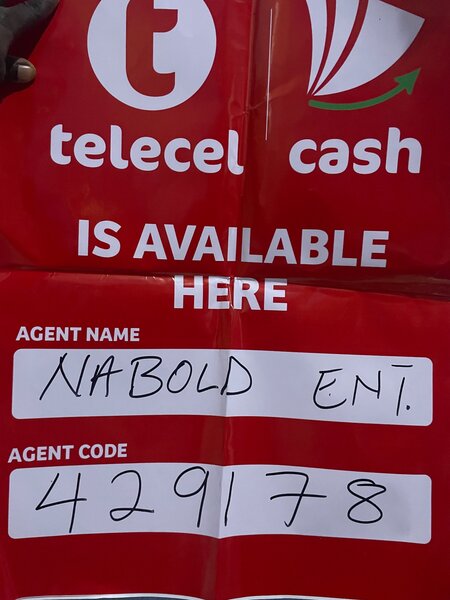 t
telecel cash
IS AVAILABLE
HERE
AGENT NAME
NABOLD ENT.
AGENT CODE
429178